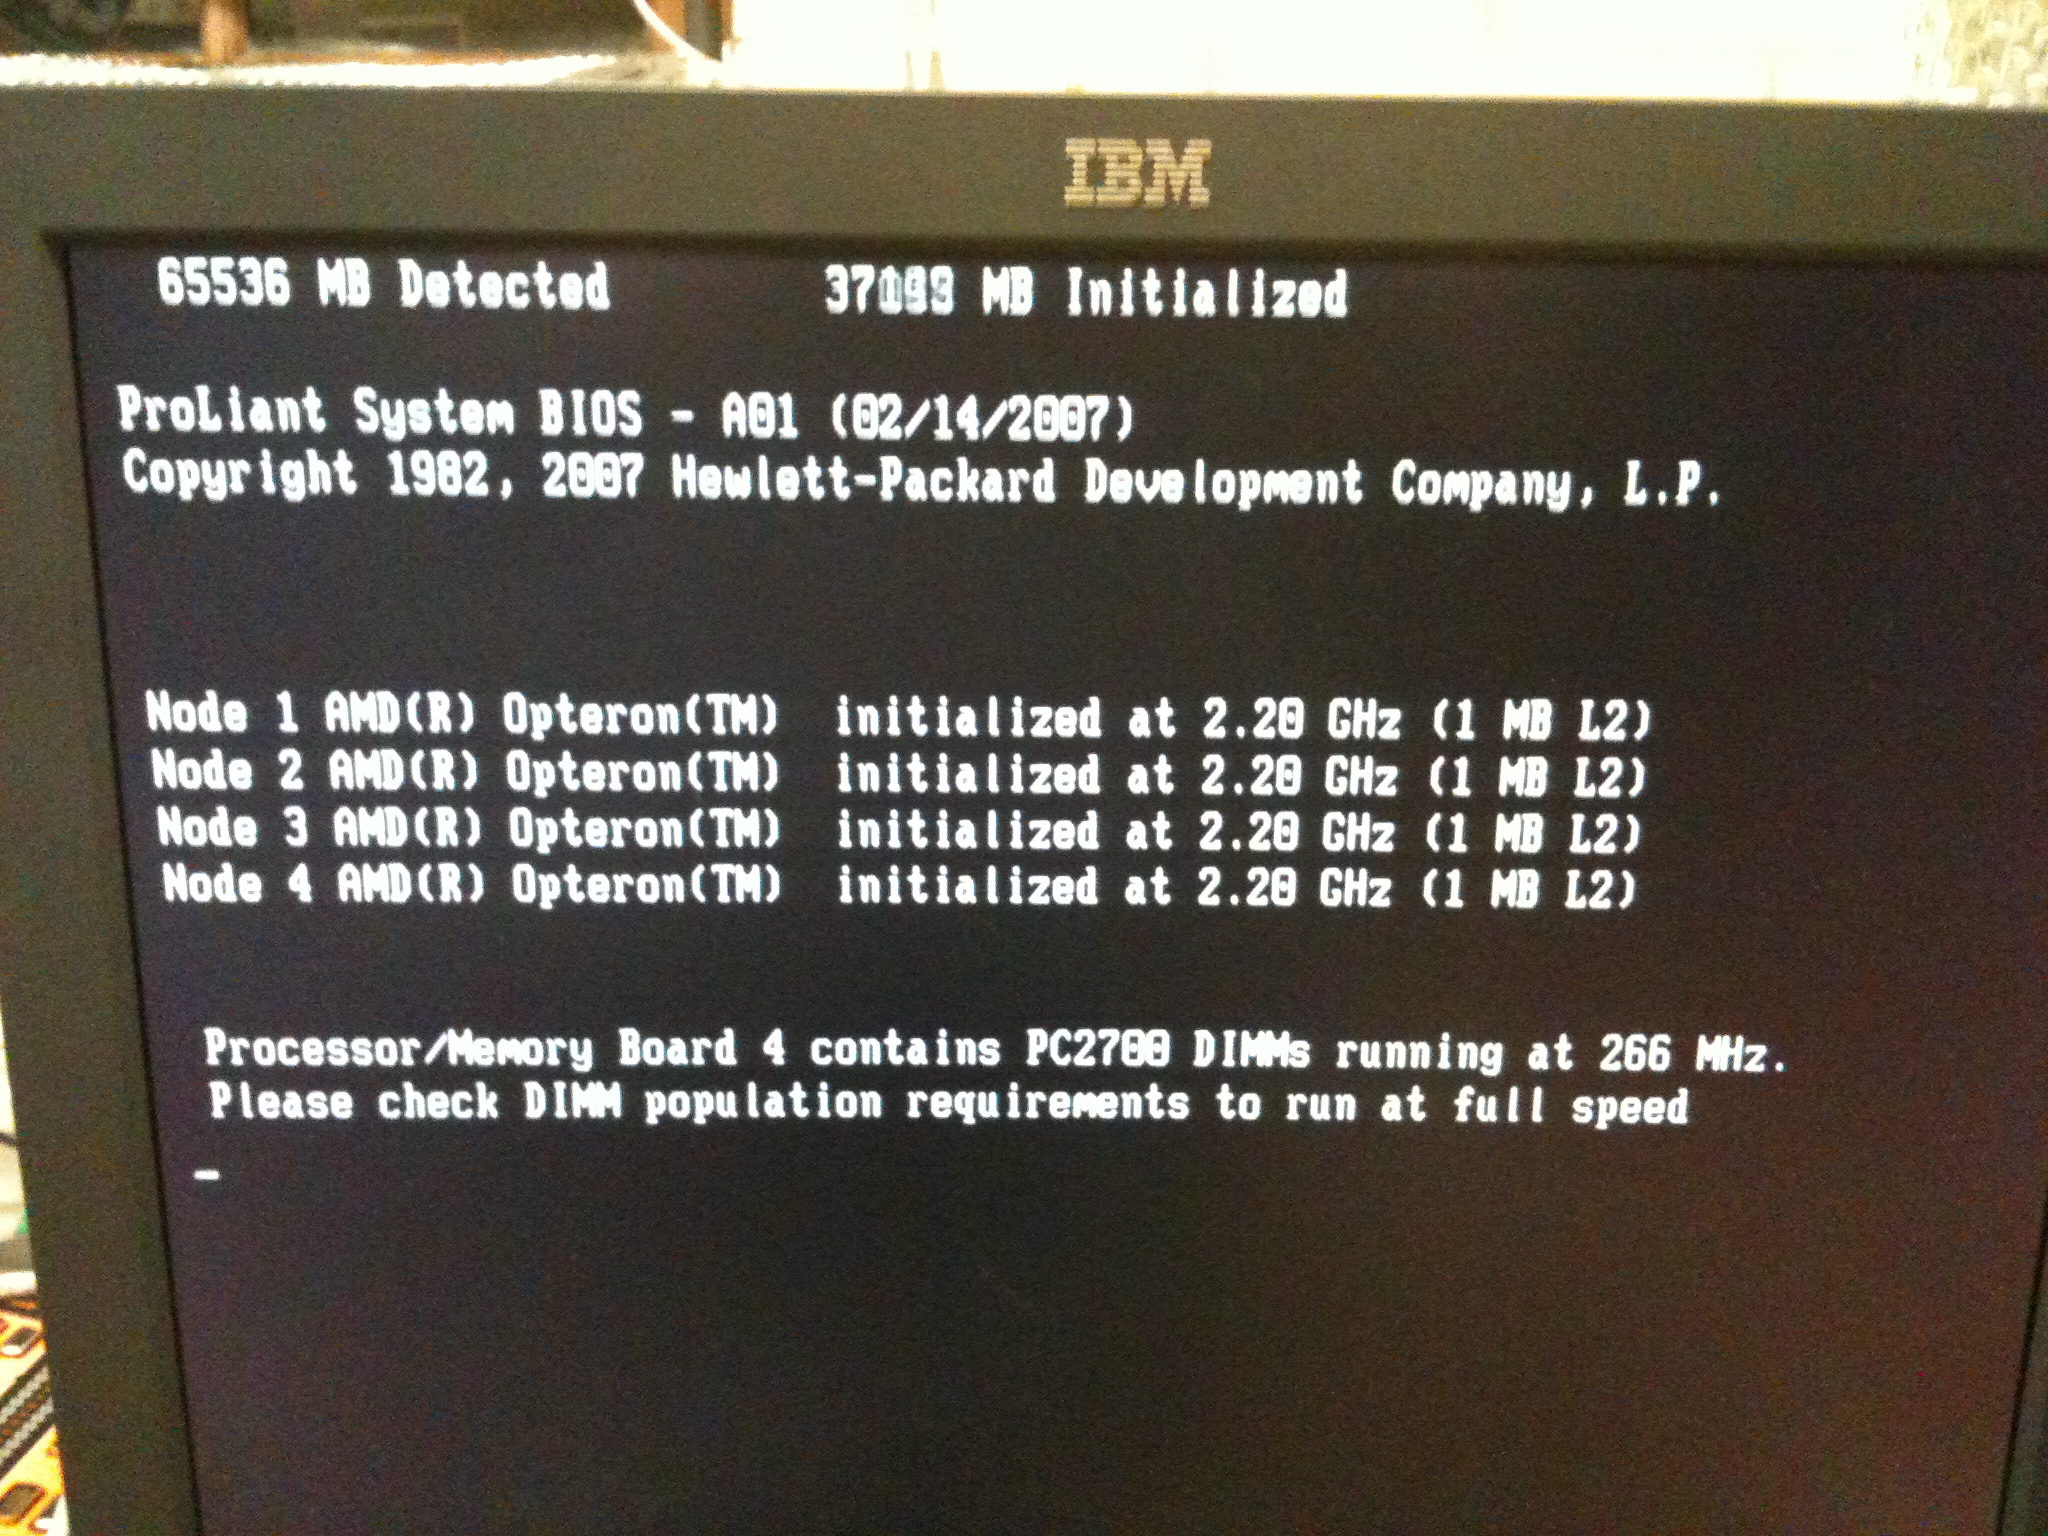 IBM
65536 MB Detected MB Initialized
ProLiant System BIOS - A01 (02/14/2007)
Copyright 1982, 2007 Hewlett-Packard Development Company, L.P.
Node 1 AMD(R) Opteron(TM) initialized at 2.20 GHz (1 MB L2)
Node 2 AMD(R) Opteron(TM) initialized at 2.20 GHz (1 MB L2)
Node 3 AMD(R) Opteron(TM) initialized at 2.20 GHz (1 MB L2)
Node 4 AMD(R) Opteron(TM) initialized at 2.20 GHz (1 MB L2)
Processor/Memory Board 4 contains PC2700 DIMMs running at 266 MHz.
Please check DIMM population requirements to run at full speed
_